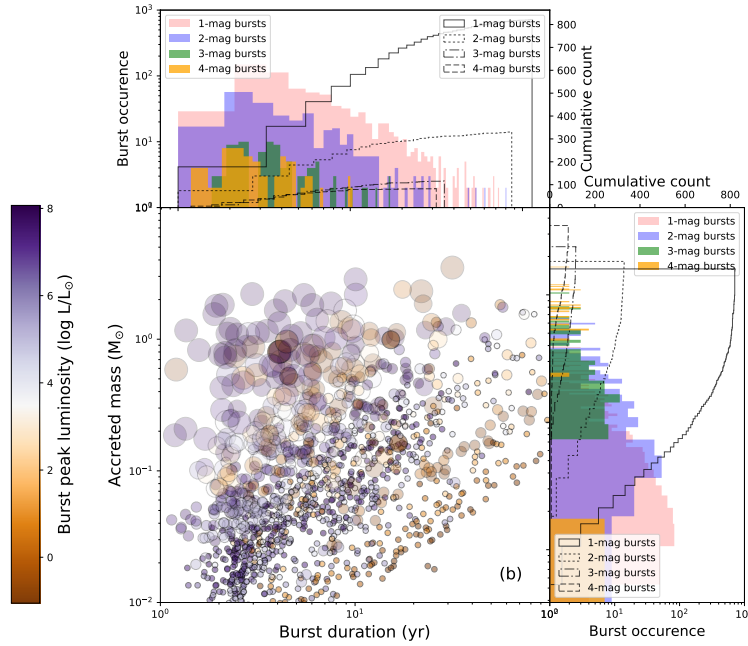 1-mag bursts
2-mag bursts
3-mag bursts
4-mag bursts
1-mag bursts
2-mag bursts
3-mag bursts
4-mag bursts
Burst occurence
10³
10²
10¹
800
700
600
500
400
300
200
100
0
Cumulative count
Cumulative count
0 200 400 600 800
1-mag bursts
2-mag bursts
3-mag bursts
4-mag bursts
8
6
4
2
0
Burst peak luminosity (log L/L⊙)
Accreted mass (M⊙)
10⁰
10⁻¹
10⁻²
(b)
1-mag bursts
2-mag bursts
3-mag bursts
4-mag bursts
10⁰ 10¹
Burst duration (yr)
10⁰ 10¹ 10²
Burst occurence